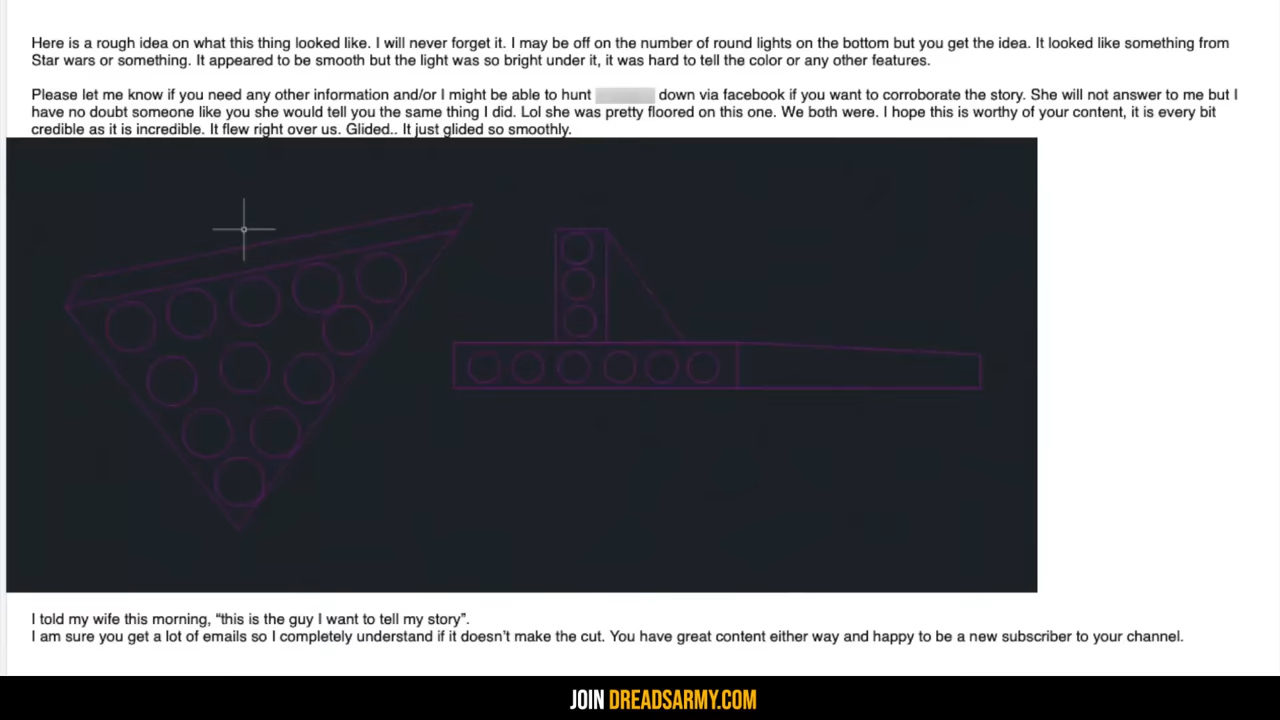 Here is a rough idea on what this thing looked like. I will never forget it. I may be off on the number of round lights on the bottom but you get the idea. It looked like something from
Star wars or something. It appeared to be smooth but the light was so bright under it, it was hard to tell the color or any other features.
Please let me know if you need any other information and/or I might be able to hunt down via facebook if you want to corroborate the story. She will not answer to me but I
have no doubt someone like you she would tell you the same thing I did. Lol she was pretty floored on this one. We both were. I hope this is worthy of your content, it is every bit
credible as it is incredible. It flew right over us. Glided.. It just glided so smoothly.
I told my wife this morning, “this is the guy I want to tell my story”.
I am sure you get a lot of emails so I completely understand if it doesn’t make the cut. You have great content either way and happy to be a new subscriber to your channel.
JOIN DREADSARMY.COM